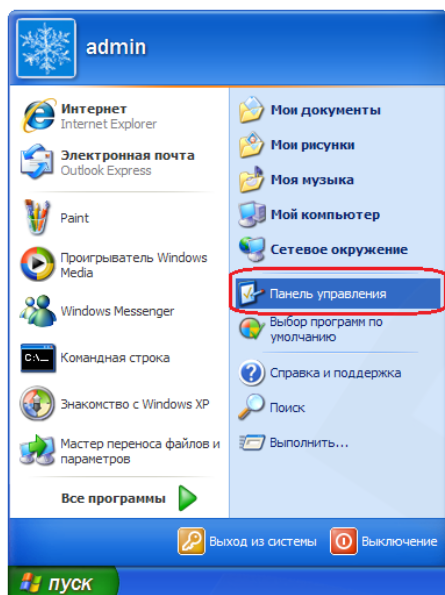 admin
Интернет
Internet Explorer
Электронная почта
Outlook Express
Paint
Проигрыватель Windows
Media
Windows Messenger
C:\_
Командная строка
Знакомство с Windows XP
Мастер переноса файлов и
параметров
Все программы
Мои документы
Мои рисунки
Моя музыка
Мой компьютер
Сетевое окружение
Панель управления
Выбор программ по
умолчанию
Справка и поддержка
Поиск
Выполнить...
Выход из системы
Выключение
пуск